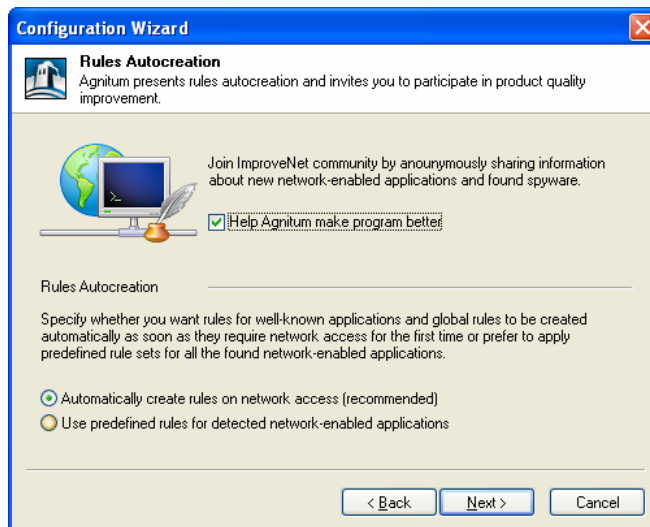 Configuration Wizard
Rules Autocreation
Agnitum presents rules autocreation and invites you to participate in product quality
improvement.
Join ImproveNet community by anounymously sharing information
about new network-enabled applications and found spyware.
Help Agnitum make program better
Rules Autocreation
Specify whether you want rules for well-known applications and global rules to be created
automatically as soon as they require network access for the first time or prefer to apply
predefined rule sets for all the found network-enabled applications.
Automatically create rules on network access (recommended)
Use predefined rules for detected network-enabled applications
< Back
Next >
Cancel